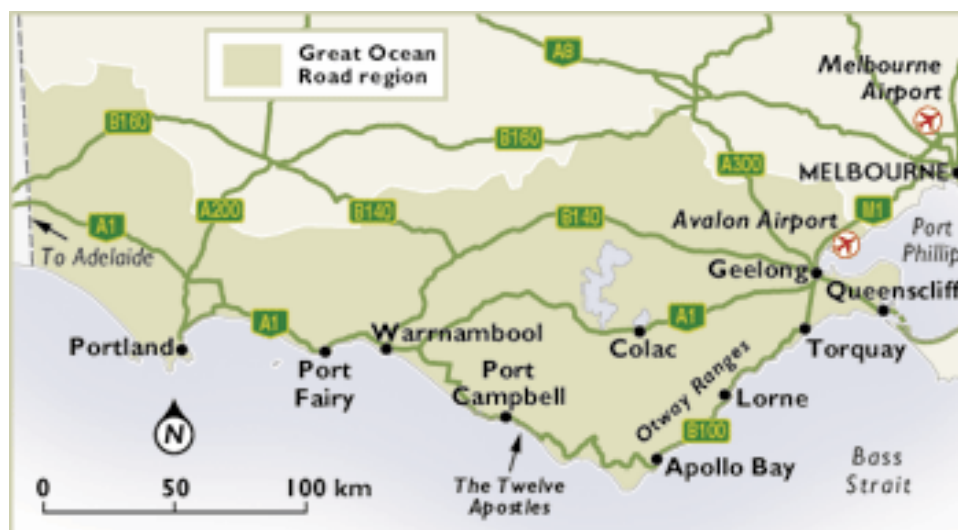 Great Ocean
Road region
A8
Melbourne
Airport
B160
B160
A300
MELBOURNE
A200
B140
B140
M1
A1
Avalon Airport
Port
Phillip
To Adelaide
Geelong
Queenscliff
A1
Warrnambool
A1
Portland
Colac
Torquay
Port
Fairy
Port
Campbell
Otway Ranges
Lorne
B100
N
Apollo Bay
Bass
Strait
0 50 100 km
The Twelve
Apostles